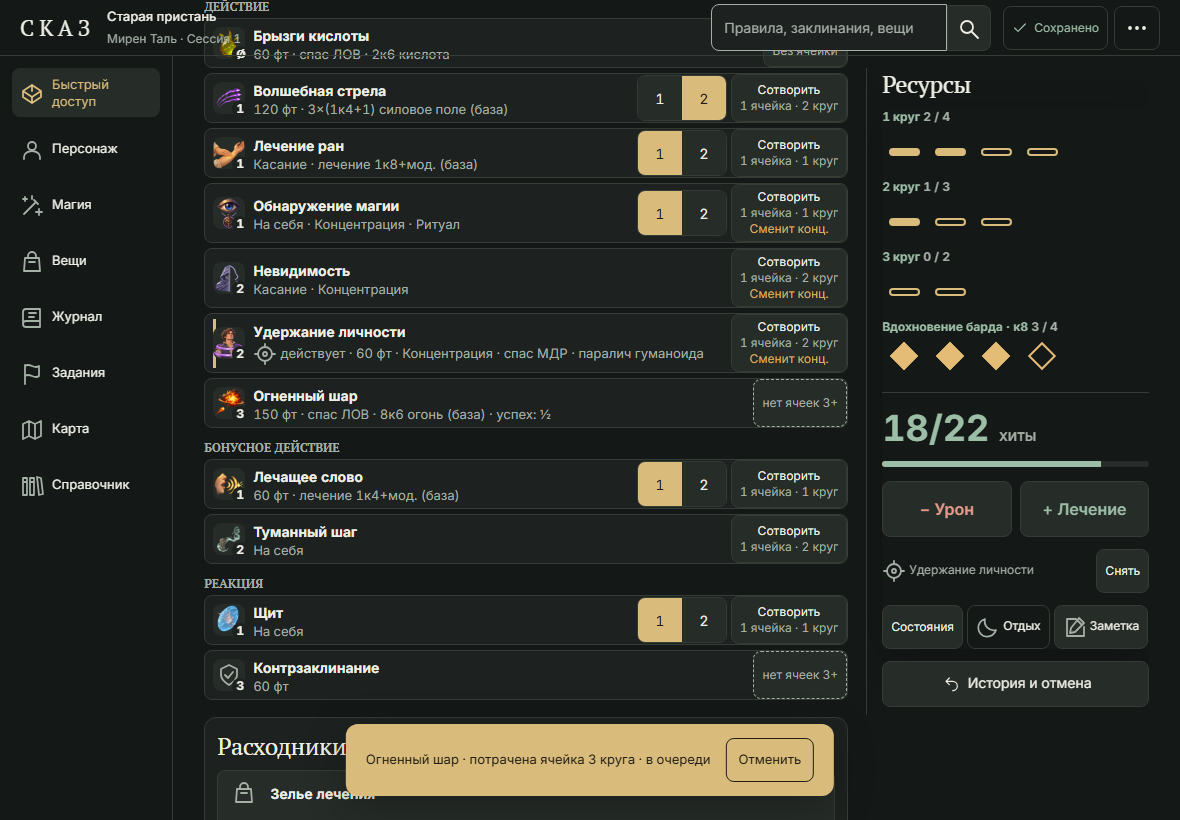 СКАЗ
Старая пристань
Мирен Таль · Сессия 1
Правила, заклинания, вещи
Сохранено
Быстрый
доступ
Персонаж
Магия
Вещи
Журнал
Задания
Карта
Справочник
ДЕЙСТВИЕ
Брызги кислоты
60 фт · спас ЛОВ · 2к6 кислота
Без ячейки
Волшебная стрела
1
120 фт · 3×(1к4+1) силовое поле (база)
1 2
Сотворить
1 ячейка · 2 круг
Лечение ран
1
Касание · лечение 1к8+мод. (база)
1 2
Сотворить
1 ячейка · 1 круг
Обнаружение магии
1
На себя · Концентрация · Ритуал
1 2
Сотворить
1 ячейка · 1 круг
Сменит конц.
Невидимость
2
Касание · Концентрация
Сотворить
1 ячейка · 2 круг
Сменит конц.
Удержание личности
2
действует · 60 фт · Концентрация · спас МДР · паралич гуманоида
Сотворить
1 ячейка · 2 круг
Сменит конц.
Огненный шар
3
150 фт · спас ЛОВ · 8к6 огонь (база) · успех: ½
нет ячеек 3+
БОНУСНОЕ ДЕЙСТВИЕ
Лечащее слово
1
60 фт · лечение 1к4+мод. (база)
1 2
Сотворить
1 ячейка · 1 круг
Туманный шаг
2
На себя
Сотворить
1 ячейка · 2 круг
РЕАКЦИЯ
Щит
1
На себя
1 2
Сотворить
1 ячейка · 1 круг
Контрзаклинание
3
60 фт
нет ячеек 3+
Расходники
Зелье лечения
Огненный шар · потрачена ячейка 3 круга · в очереди
Отменить
Ресурсы
1 круг 2 / 4
2 круг 1 / 3
3 круг 0 / 2
Вдохновение барда · к8 3 / 4
18/22 хиты
− Урон
+ Лечение
Удержание личности
Снять
Состояния
Отдых
Заметка
История и отмена